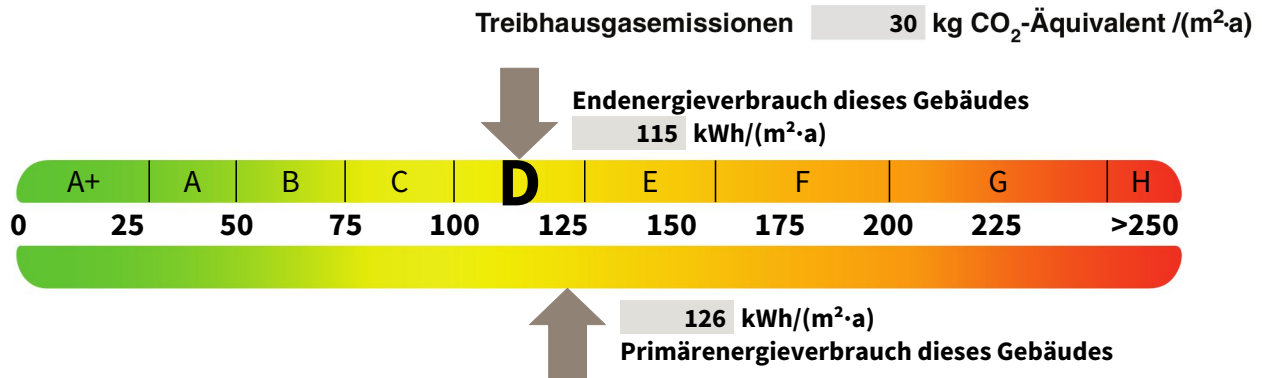 Treibhausgasemissionen 30 kg CO₂-Äquivalent /(m²·a)
Endenergieverbrauch dieses Gebäudes
115 kWh/(m²·a)
A+ A B C D E F G H
0 25 50 75 100 125 150 175 200 225 >250
126 kWh/(m²·a)
Primärenergieverbrauch dieses Gebäudes